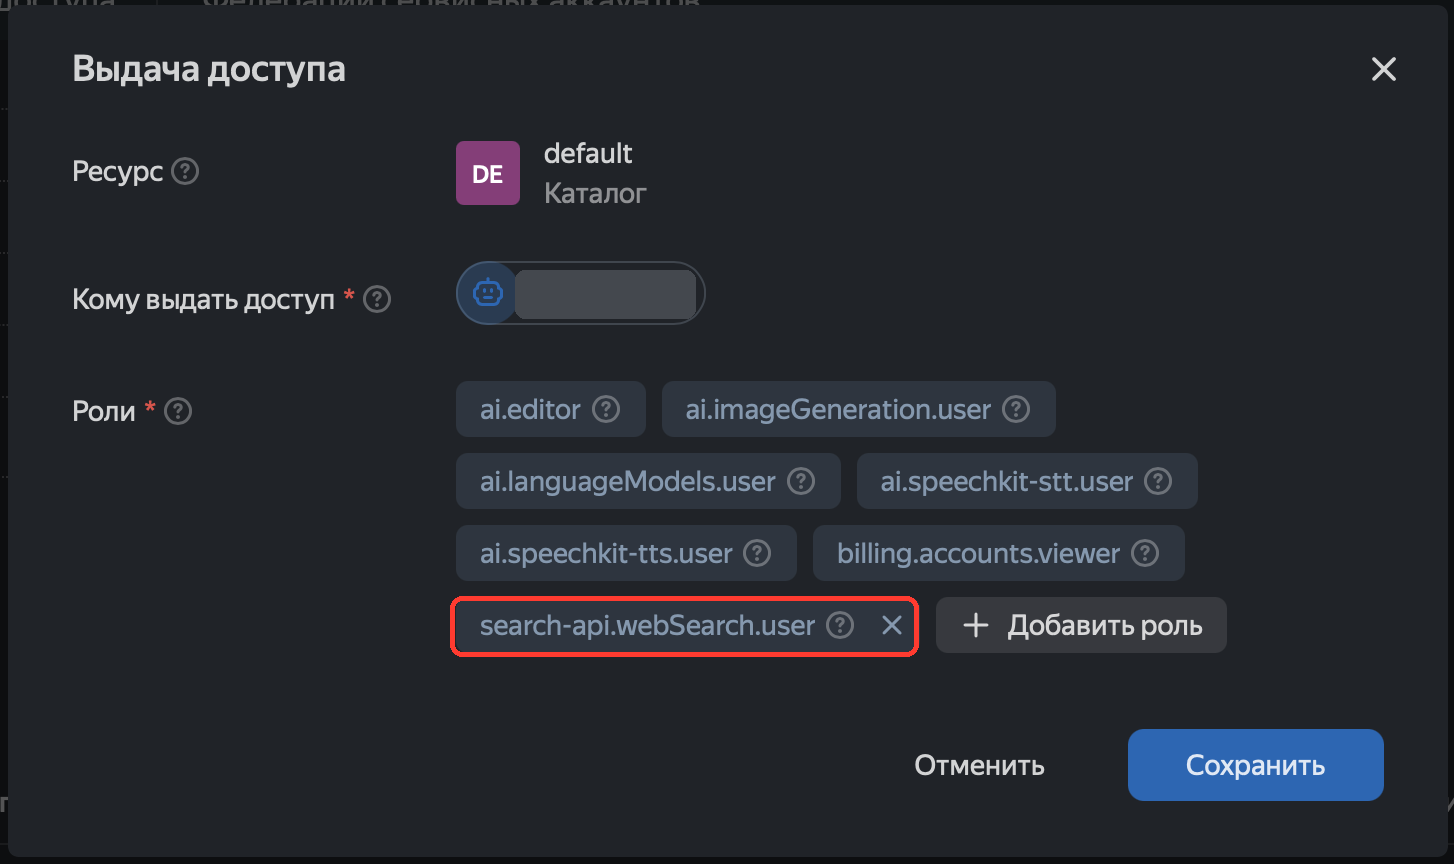 Выдача доступа
Ресурс
DE
default
Каталог
Кому выдать доступ *
Роли *
ai.editor
ai.imageGeneration.user
ai.languageModels.user
ai.speechkit-stt.user
ai.speechkit-tts.user
billing.accounts.viewer
search-api.webSearch.user
+ Добавить роль
Отменить
Сохранить